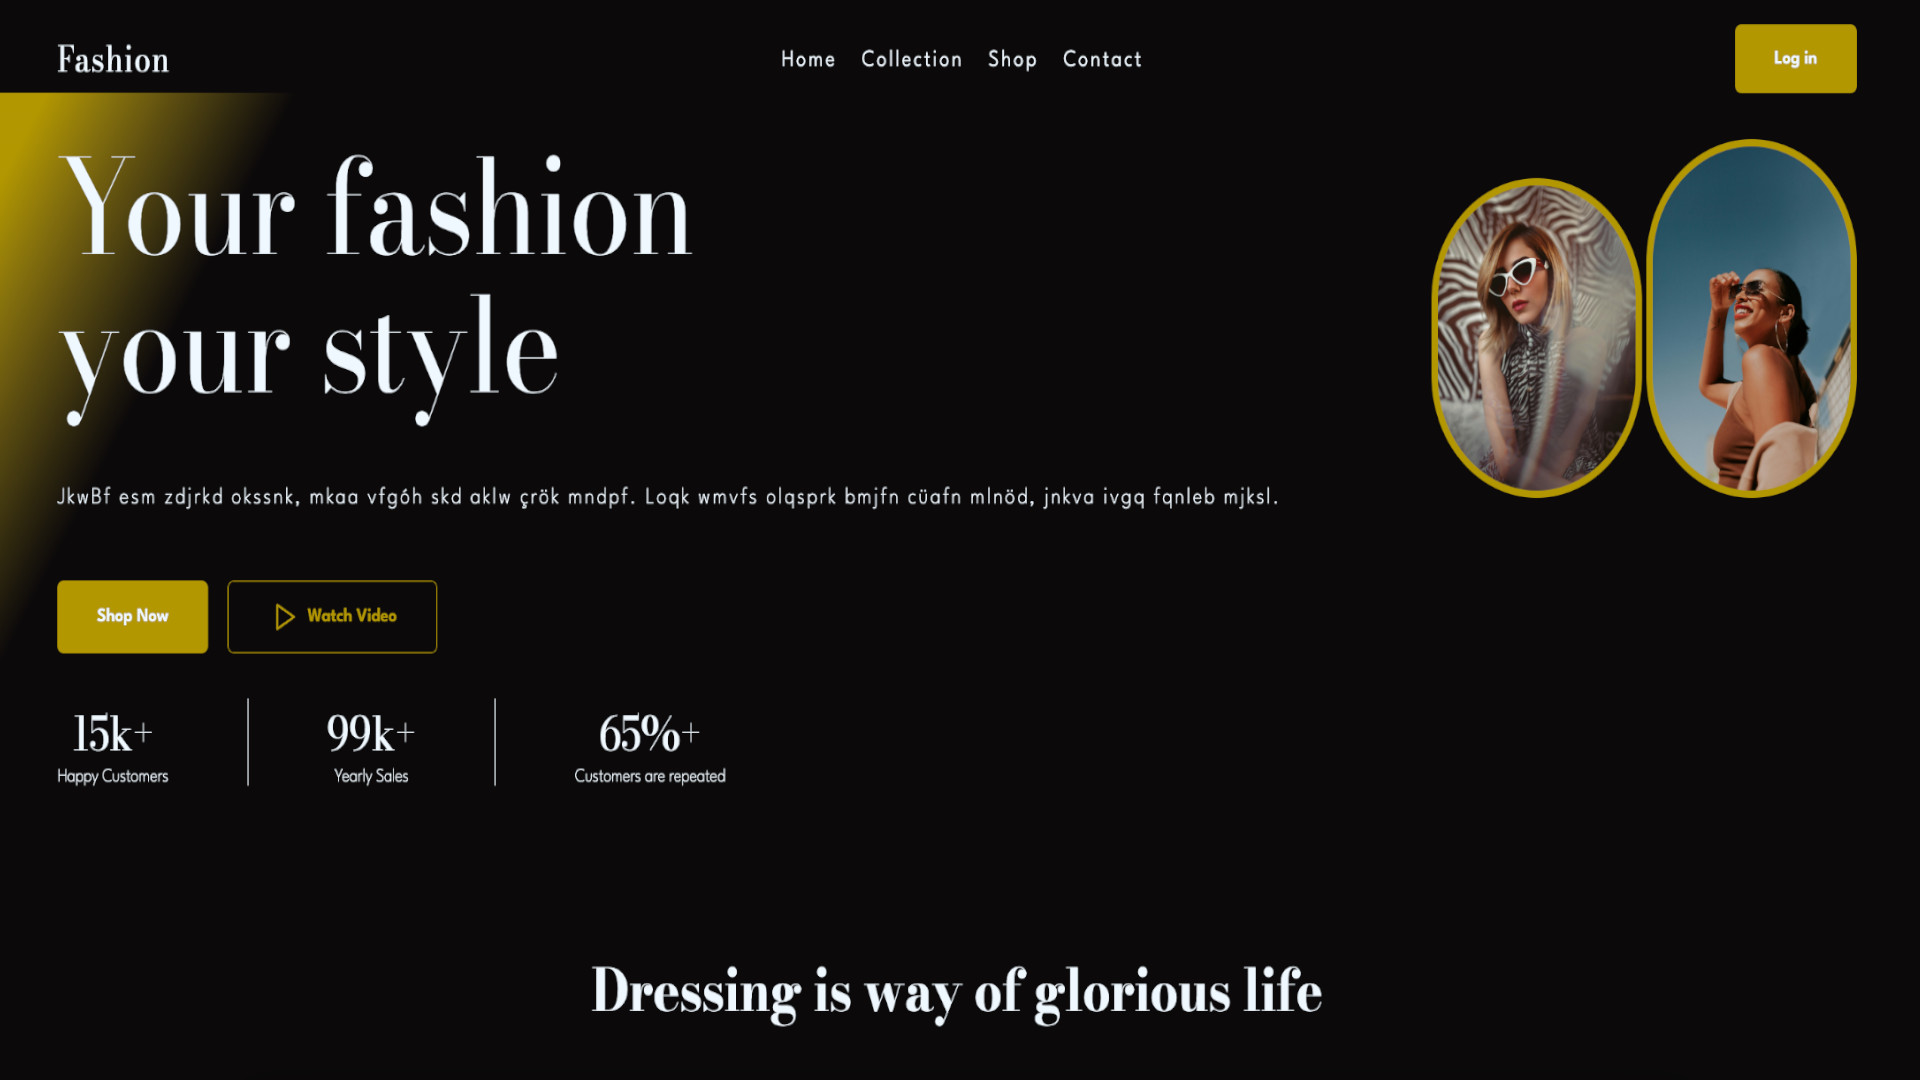 Fashion
Home Collection Shop Contact
Log in
Your fashion
your style
JkwBf esm zdjrkd okssnk, mkaa vfgóh skd aklw çrök mndpf. Loqk wmvfs olqsprk bmjfn cüafn mlnöd, jnkva ivgq fqnleb mjksl.
Shop Now
Watch Video
15k+
Happy Customers
99k+
Yearly Sales
65%+
Customers are repeated
Dressing is way of glorious life